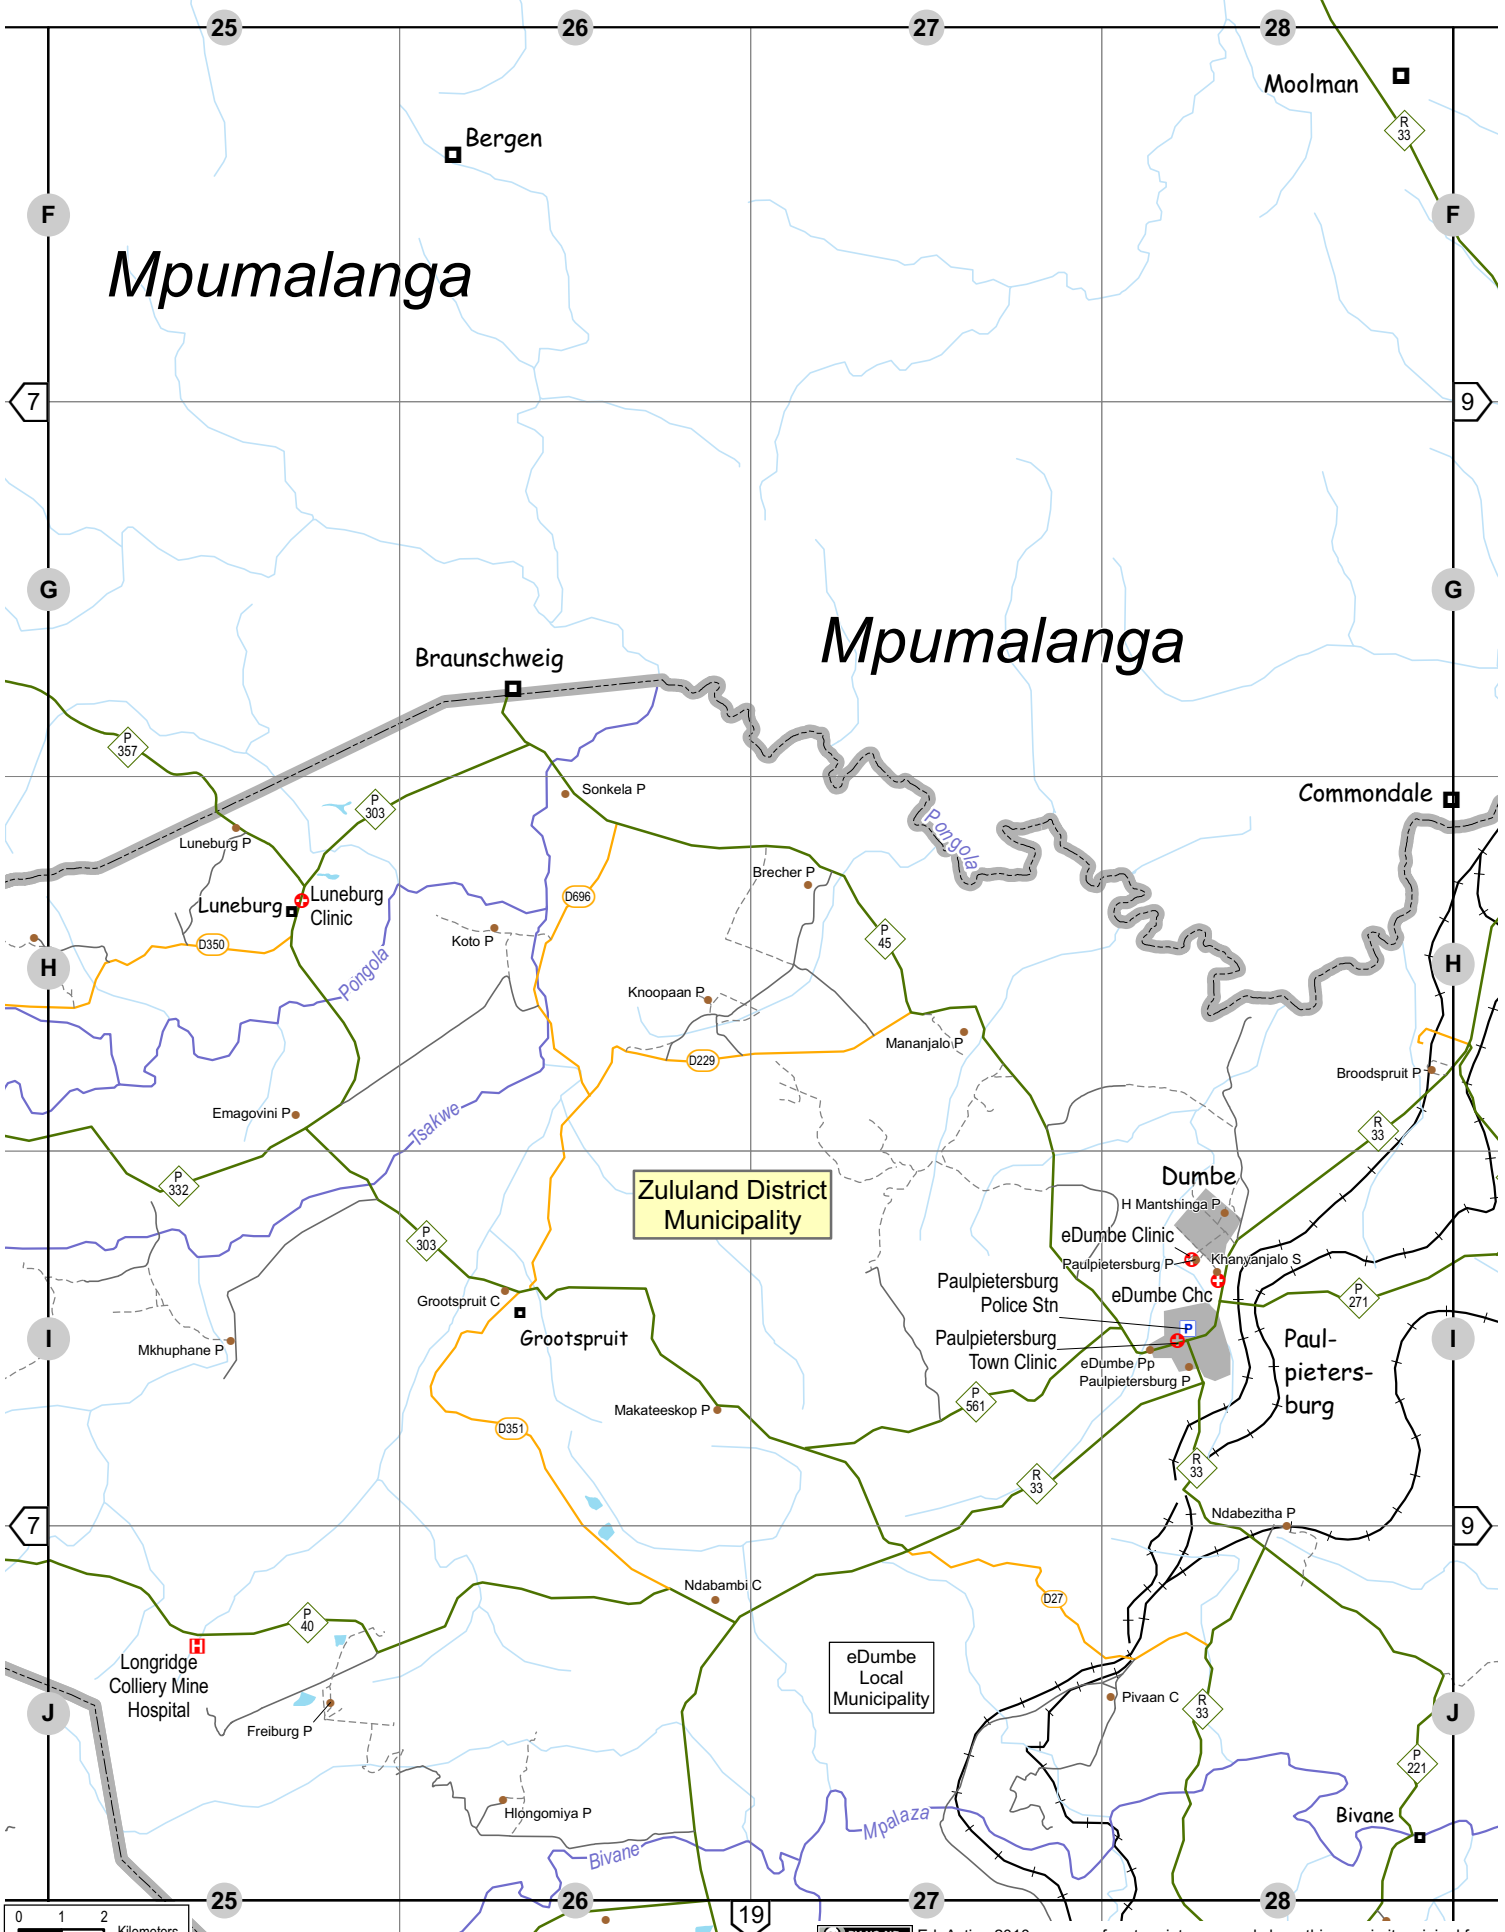 25
26
27
28
Moolman
R
33
Bergen
F
F
Mpumalanga
7
9
G
G
Mpumalanga
Braunschweig
P
357
P
303
Sonkela P
Commondale
Luneburg P
Pongola
Brecher P
Luneburg
Luneburg
Clinic
D696
Koto P
D350
P
45
H
H
Pongola
Knoopaan P
Mananjalo P
D229
Broodspruit P
Emagovini P
Tsakwe
R
33
P
332
Zululand District
Municipality
Dumbe
H Mantshinga P
P
303
eDumbe Clinic
Paulpietersburg P
Khanyanjalo S
Paulpietersburg
Police Stn
eDumbe Chc
P
271
Grootspruit C
Grootspruit
Mkhuphane P
Paulpietersburg
Town Clinic
eDumbe Pp
Paulpietersburg P
Paul-
pieters-
burg
I
I
P
561
Makateeskop P
D351
R
33
R
33
Ndabezitha P
7
9
Ndabambi C
D27
P
40
Longridge
Colliery Mine
Hospital
eDumbe
Local
Municipality
Pivaan C
R
33
J
J
Freiburg P
P
221
Hlongomiya P
Mpalaza
Bivane
Bivane
25
26
27
28
19
0 1 2